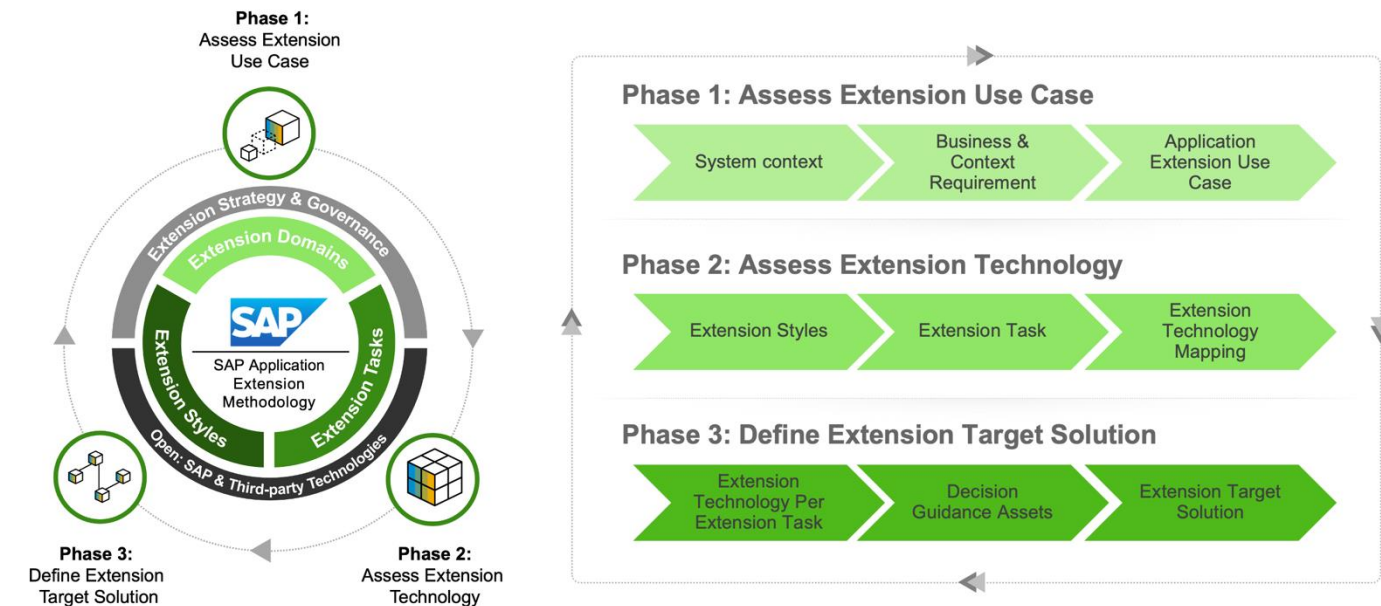 Phase 1:
Assess Extension
Use Case
Extension Strategy & Governance
Extension Domains
Extension Styles
Extension Tasks
SAP
SAP Application
Extension
Methodology
Open: SAP & Third-party Technologies
Phase 3:
Define Extension
Target Solution
Phase 2:
Assess Extension
Technology
Phase 1: Assess Extension Use Case
System context
Business &
Context
Requirement
Application
Extension Use
Case
Phase 2: Assess Extension Technology
Extension Styles
Extension Task
Extension
Technology
Mapping
Phase 3: Define Extension Target Solution
Extension
Technology Per
Extension Task
Decision
Guidance Assets
Extension Target
Solution